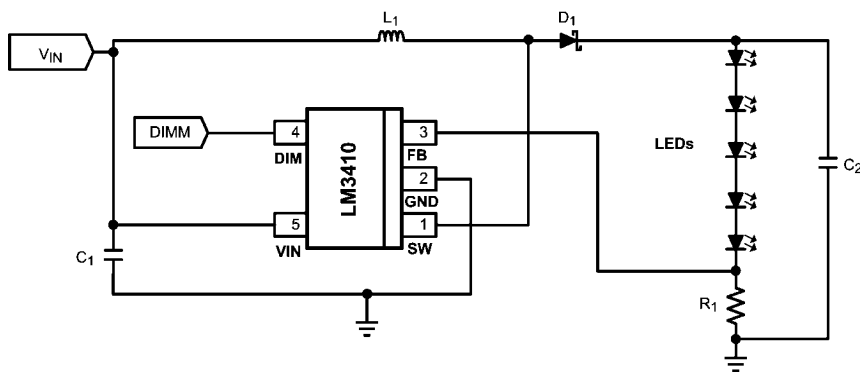 L1
D1
VIN
DIMM
4
3
DIM
FB
LEDs
LM3410
2
GND
C2
5
1
VIN
SW
C1
R1